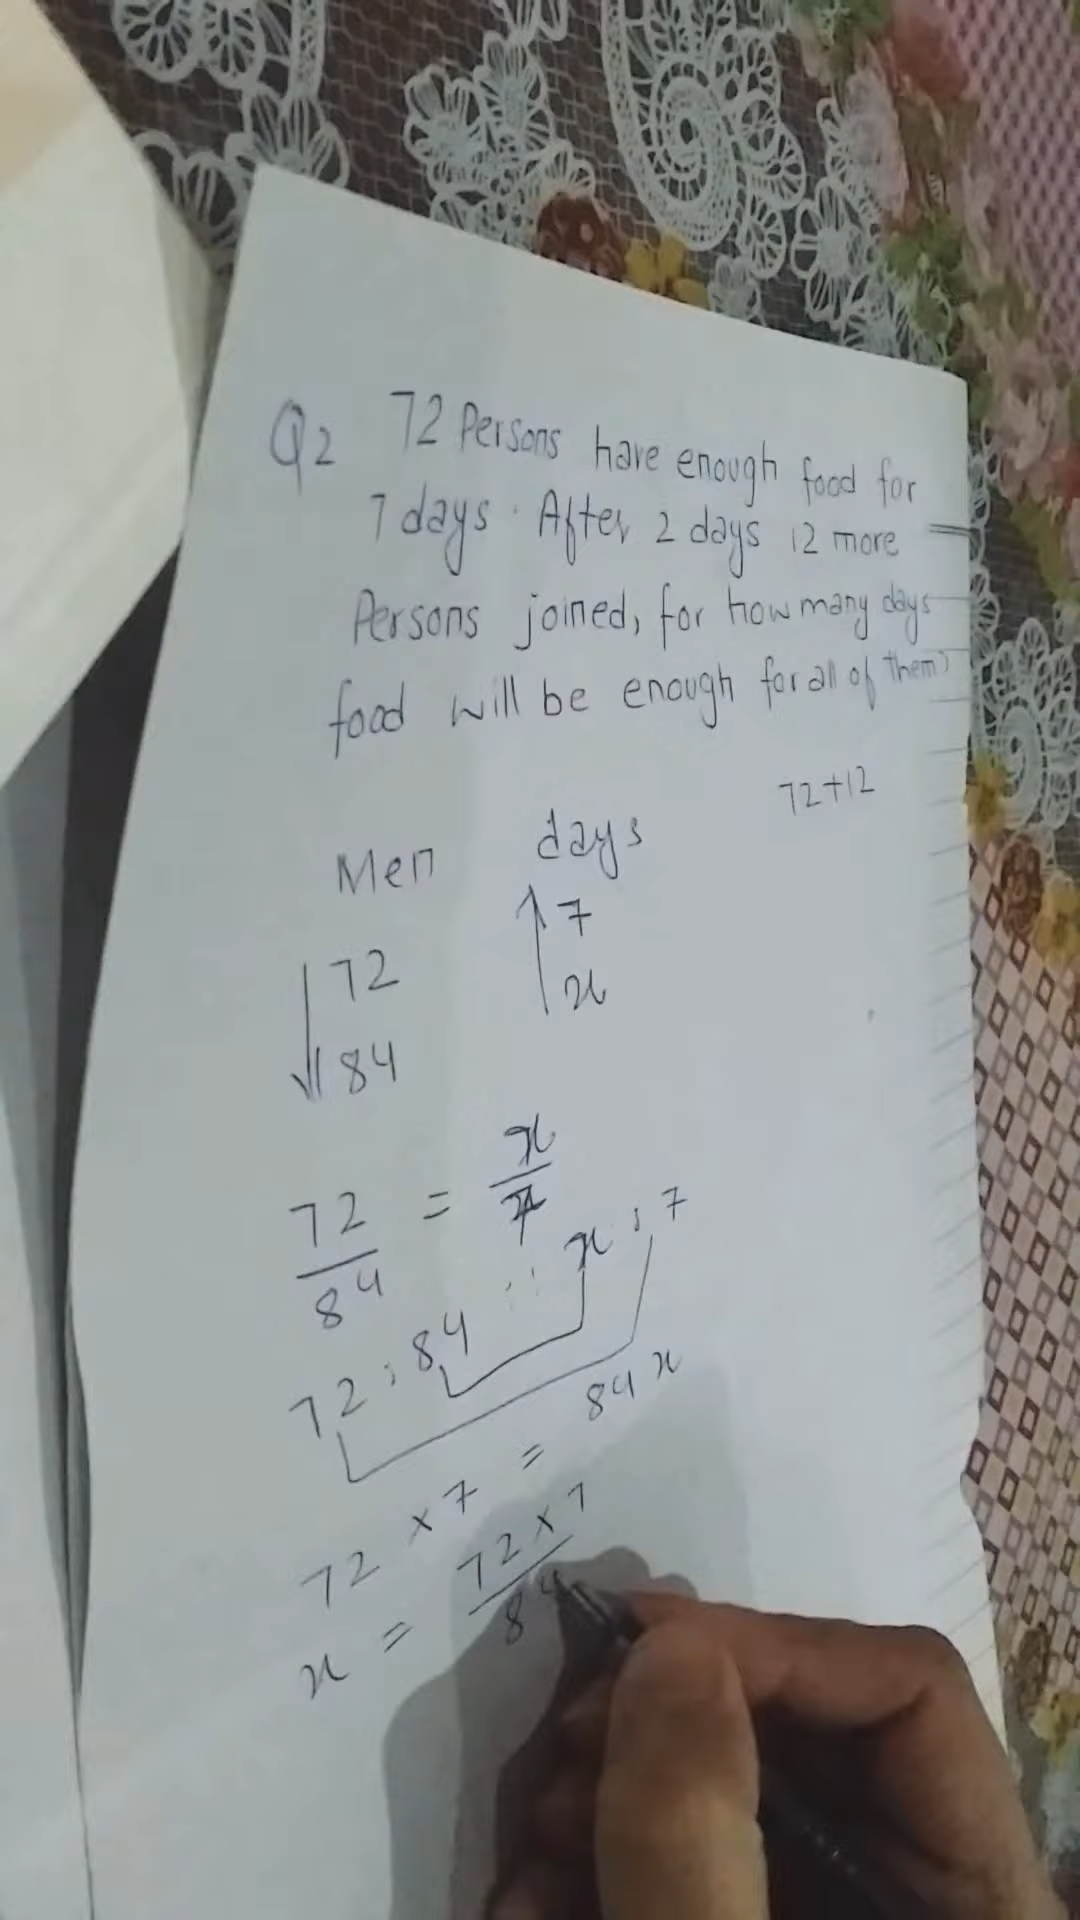 Q2 72 Persons have enough food for
7 days. After 2 days 12 more
Persons joined, for how many days
food will be enough for all of them?
72+12
Men days
72 7
84 x
72/84 = x/7
72 : 84 :: x : 7
72 x 7 = 84 x
x = 72 x 7/84